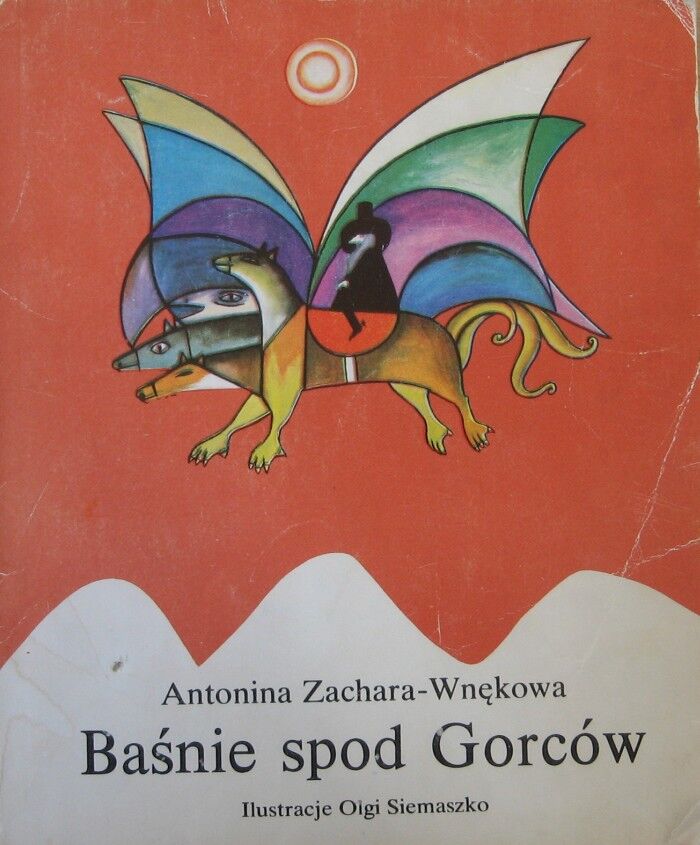 Antonina Zachara-Wnękowa
Baśnie spod Gorców
Ilustracje Olgi Siemaszko